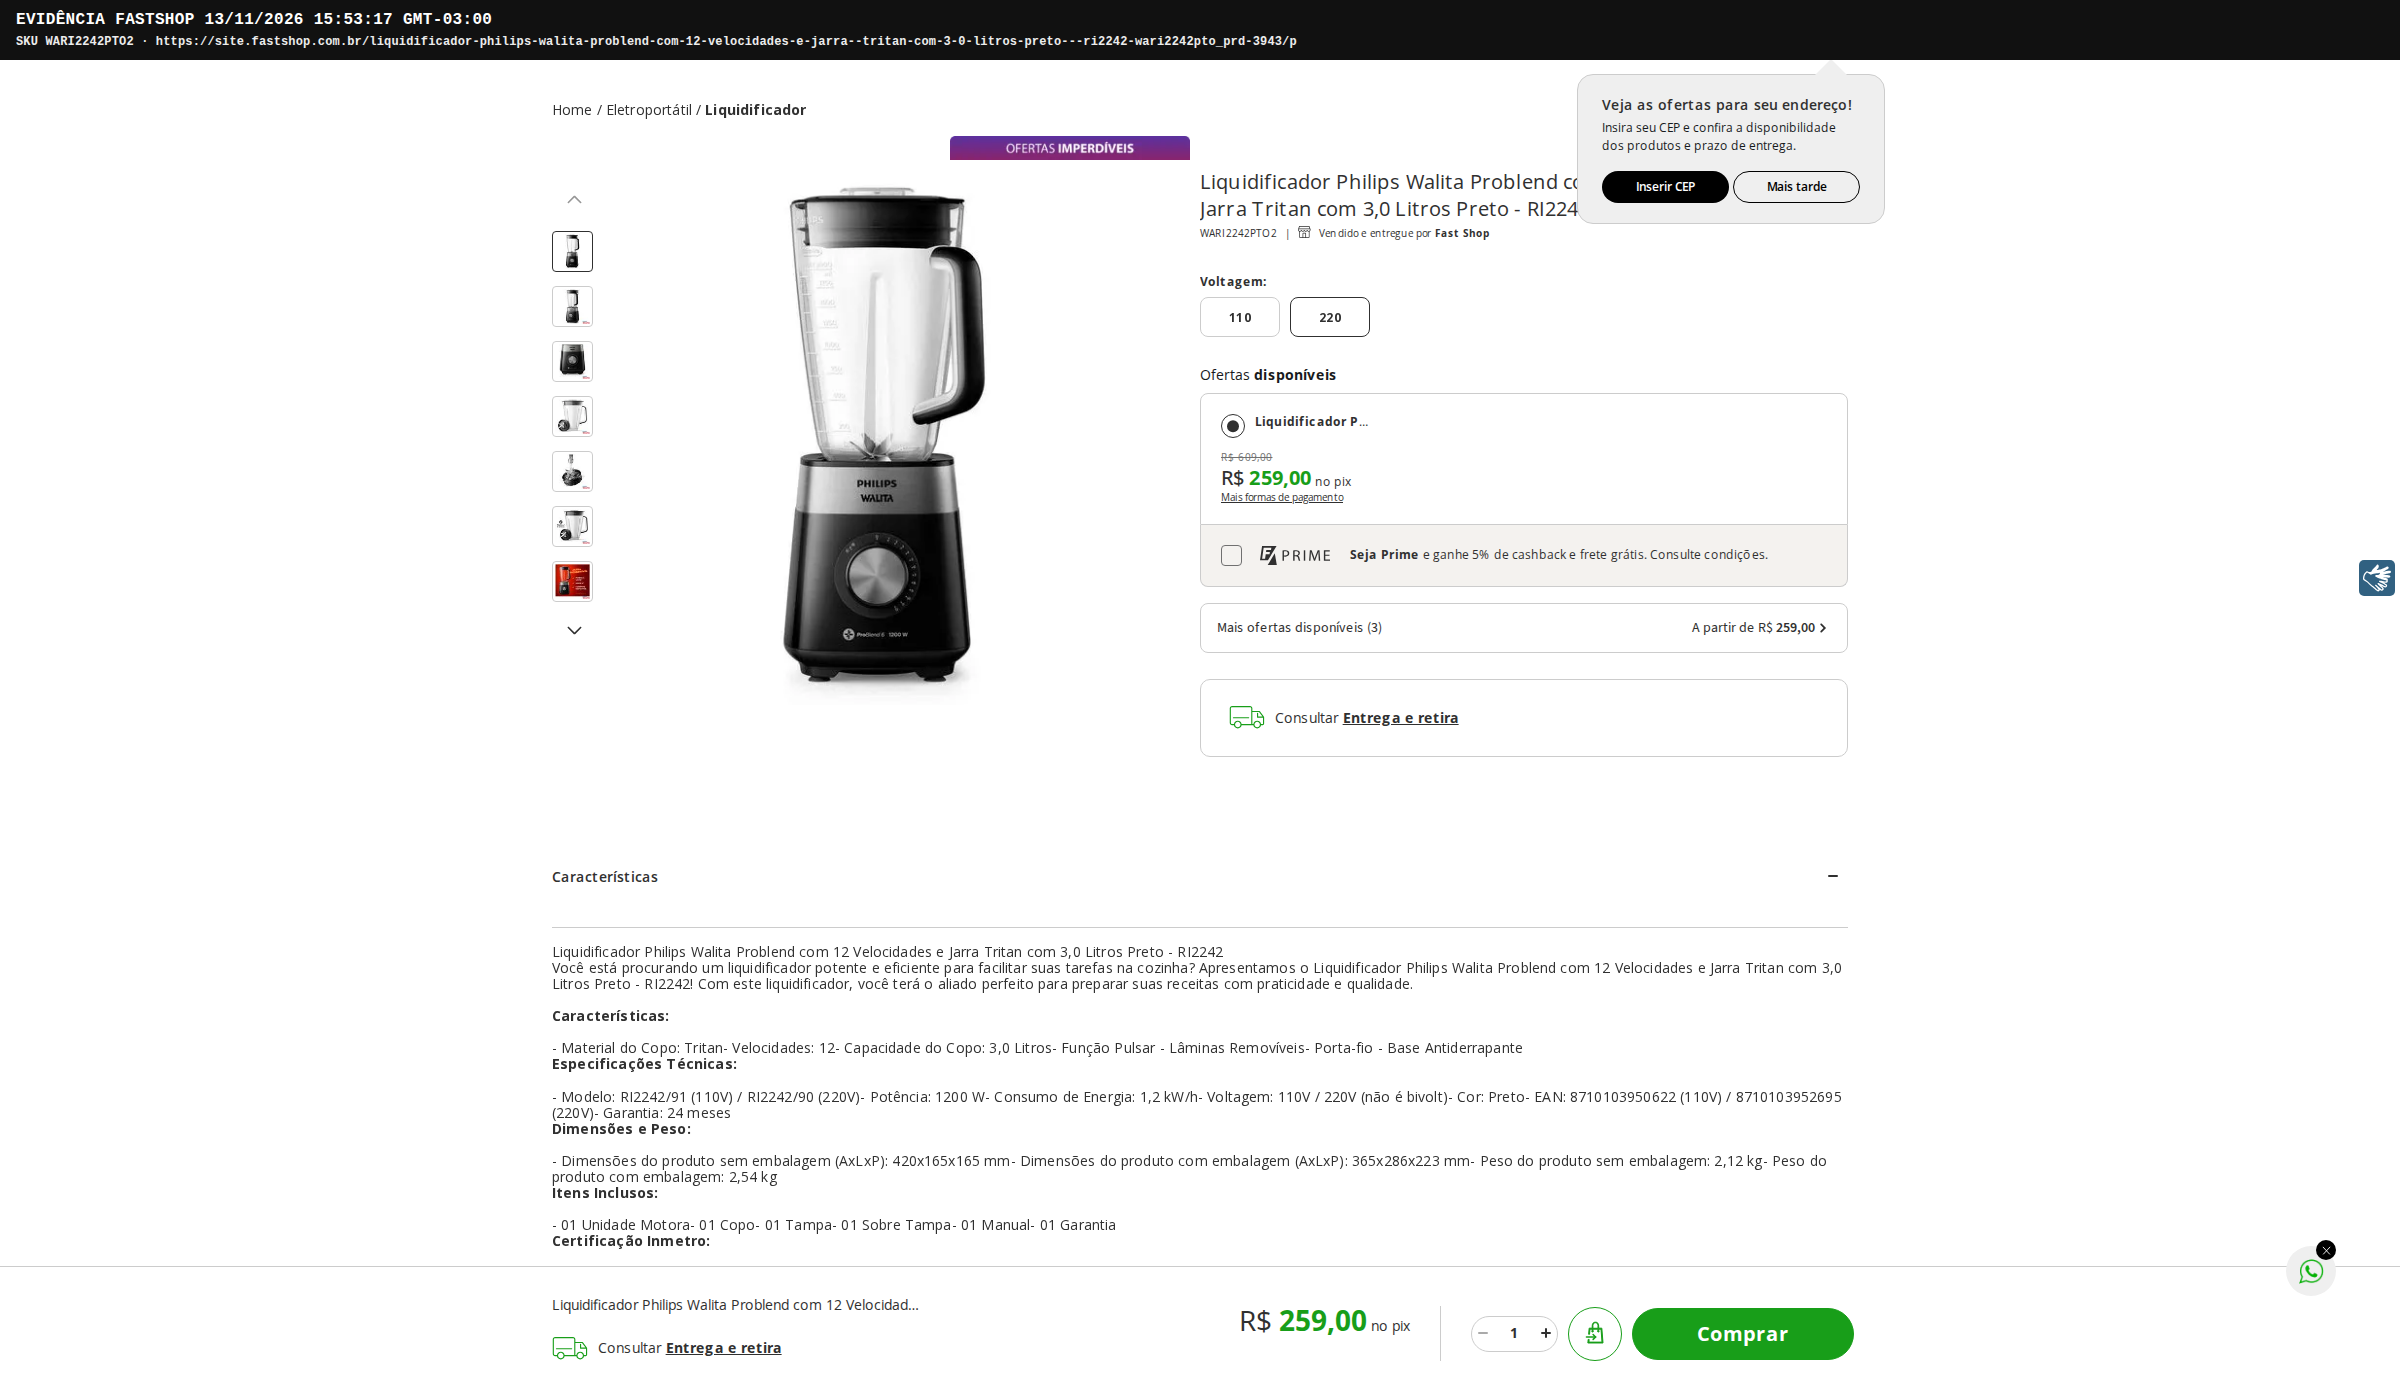 EVIDÊNCIA FASTSHOP 13/11/2026 15:53:17 GMT-03:00
SKU WARI2242PTO2 · https://site.fastshop.com.br/liquidificador-philips-walita-problend-com-12-velocidades-e-jarra--tritan-com-3-0-litros-preto---ri2242-wari2242pto_prd-3943/p
Home / Eletroportátil / Liquidificador
Veja as ofertas para seu endereço!
Insira seu CEP e confira a disponibilidade
dos produtos e prazo de entrega.
Inserir CEP
Mais tarde
OFERTAS IMPERDÍVEIS
Liquidificador Philips Walita Problend
Jarra Tritan com 3,0 Litros Preto - RI224
WARI2242PTO2 | Vendido e entregue por Fast Shop
Voltagem:
110
220
Ofertas disponíveis
Liquidificador P...
R$ 609,00
R$ 259,00 no pix
Mais formas de pagamento
PRIME Seja Prime e ganhe 5% de cashback e frete grátis. Consulte condições.
Mais ofertas disponíveis (3)
A partir de R$ 259,00
Consultar Entrega e retira
PHILIPS
WALITA
ProBlend 6 1200 W
Características
Liquidificador Philips Walita Problend com 12 Velocidades e Jarra Tritan com 3,0 Litros Preto - RI2242
Você está procurando um liquidificador potente e eficiente para facilitar suas tarefas na cozinha? Apresentamos o Liquidificador Philips Walita Problend com 12 Velocidades e Jarra Tritan com 3,0
Litros Preto - RI2242! Com este liquidificador, você terá o aliado perfeito para preparar suas receitas com praticidade e qualidade.
Características:
- Material do Copo: Tritan- Velocidades: 12- Capacidade do Copo: 3,0 Litros- Função Pulsar - Lâminas Removíveis- Porta-fio - Base Antiderrapante
Especificações Técnicas:
- Modelo: RI2242/91 (110V) / RI2242/90 (220V)- Potência: 1200 W- Consumo de Energia: 1,2 kW/h- Voltagem: 110V / 220V (não é bivolt)- Cor: Preto- EAN: 8710103950622 (110V) / 8710103952695
(220V)- Garantia: 24 meses
Dimensões e Peso:
- Dimensões do produto sem embalagem (AxLxP): 420x165x165 mm- Dimensões do produto com embalagem (AxLxP): 365x286x223 mm- Peso do produto sem embalagem: 2,12 kg- Peso do
produto com embalagem: 2,54 kg
Itens Inclusos:
- 01 Unidade Motora- 01 Copo- 01 Tampa- 01 Sobre Tampa- 01 Manual- 01 Garantia
Certificação Inmetro:
Liquidificador Philips Walita Problend com 12 Velocidad...
Consultar Entrega e retira
R$ 259,00 no pix
1
Comprar